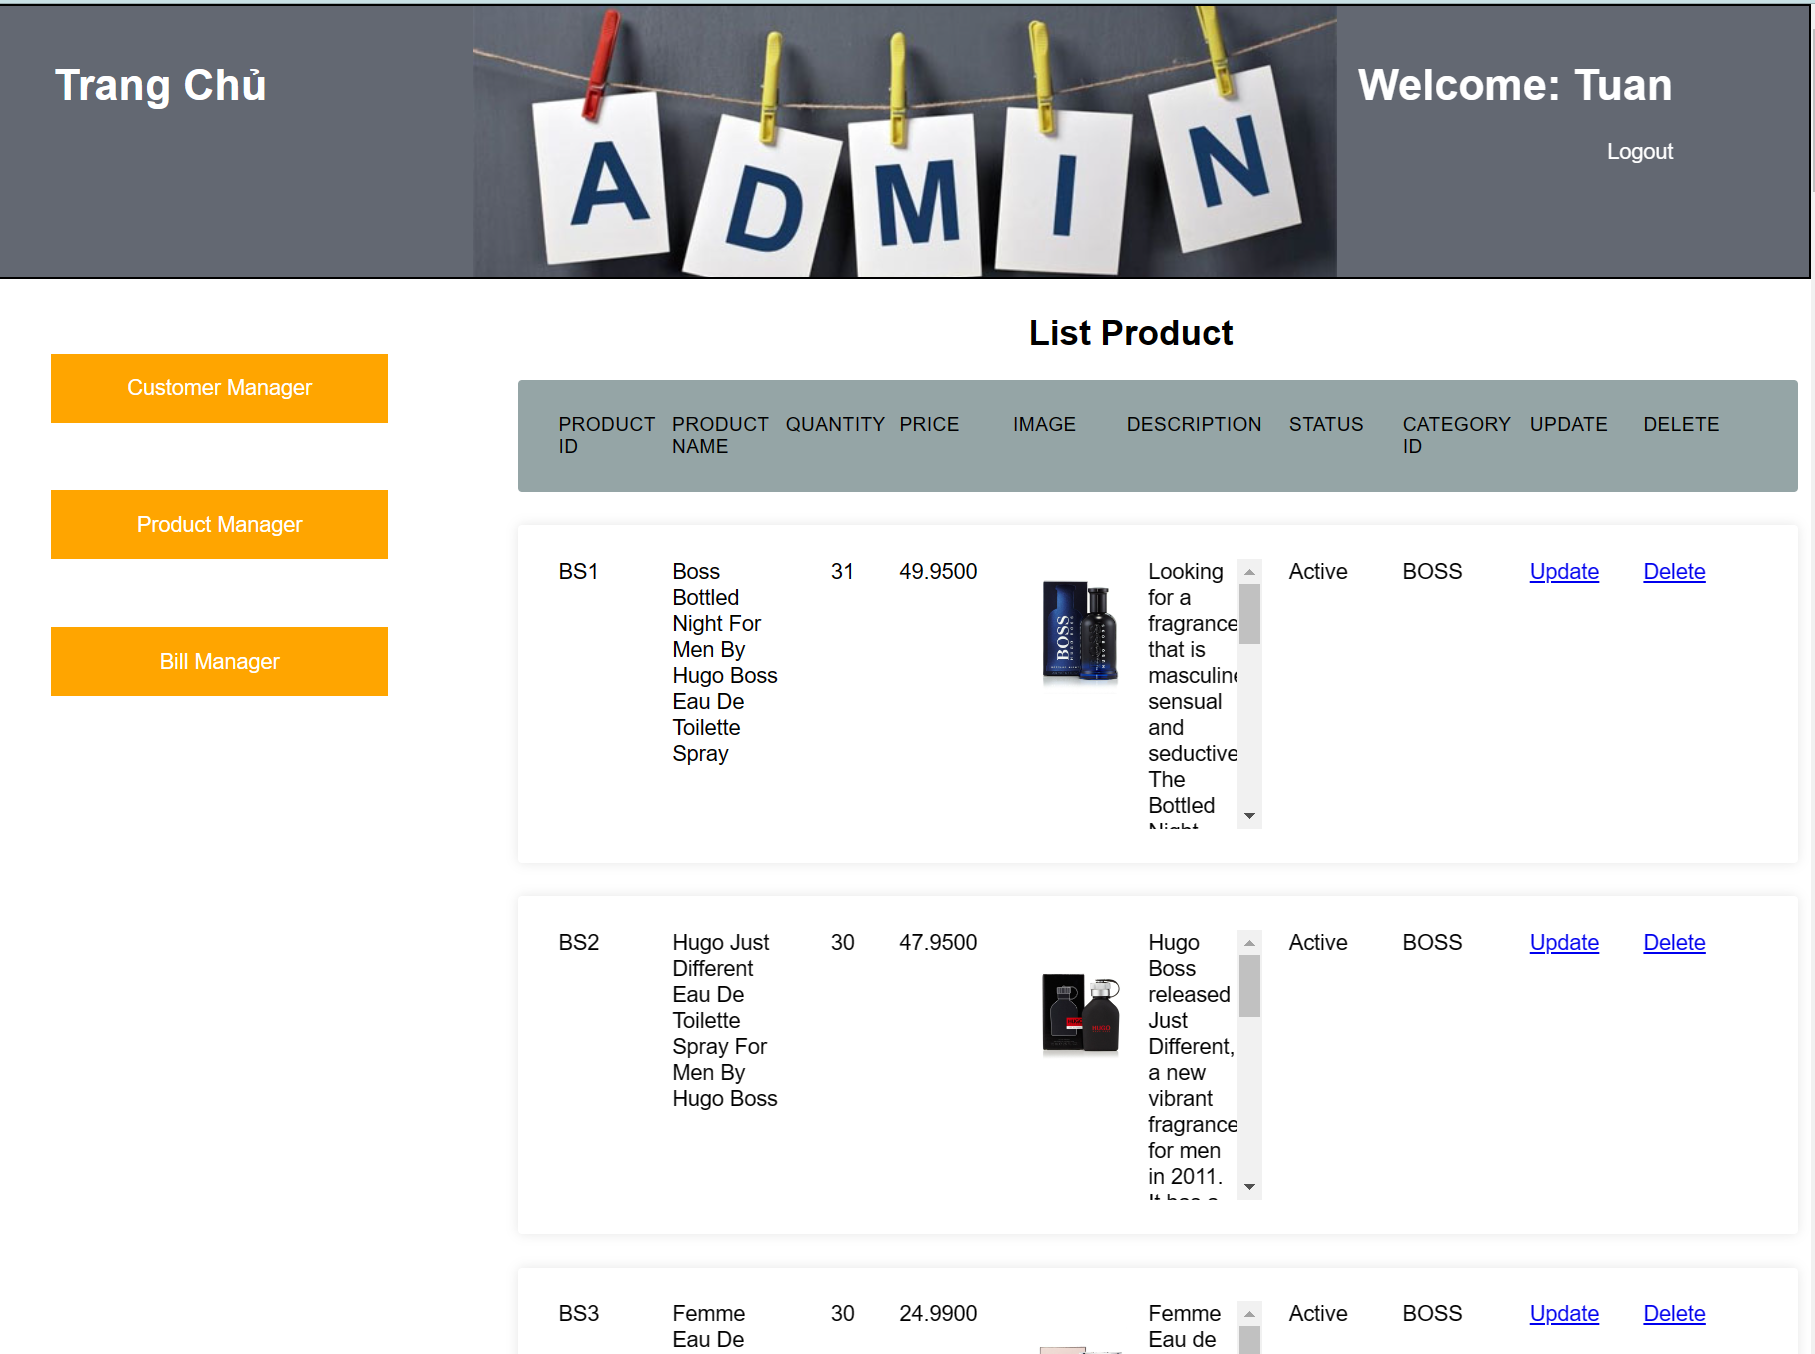 Trang Chủ
ADMIN
Welcome: Tuan
Logout
Customer Manager
Product Manager
Bill Manager
List Product
PRODUCT ID PRODUCT NAME QUANTITY PRICE IMAGE DESCRIPTION STATUS CATEGORY ID UPDATE DELETE
BS1
Boss
Bottled
Night For
Men By
Hugo Boss
Eau De
Toilette
Spray
31
49.9500
BOSS
Looking
for a
fragrance
that is
masculine
sensual
and
seductive
The
Bottled
Night
Active
BOSS
Update
Delete
BS2
Hugo Just
Different
Eau De
Toilette
Spray For
Men By
Hugo Boss
30
47.9500
HUGO
Hugo
Boss
released
Just
Different,
a new
vibrant
fragrance
for men
in 2011.
It has a
Active
BOSS
Update
Delete
BS3
Femme
Eau De
30
24.9900
Femme
Eau de
Active
BOSS
Update
Delete